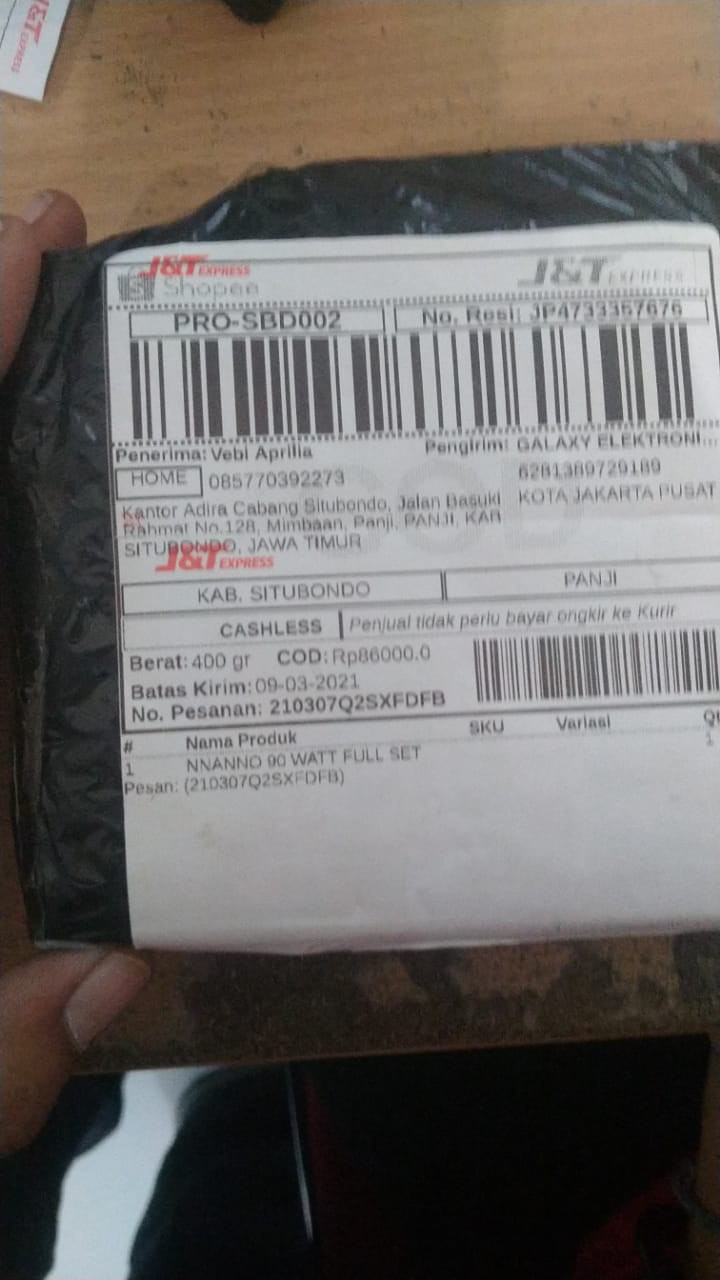 J&T EXPRESS
J&T EXPRESS
Shopee
J&T EXPRESS
PRO-SBD002
No. Resi: JP4733357676
Penerima: Vebi Aprilia
Pengirim: GALAXY ELEKTRONI...
HOME 085770392273
6281389729189
Kantor Adira Cabang Situbondo, Jalan Basuki
KOTA JAKARTA PUSAT
Rahmat No.128, Mimbaan, Panji, PANJI, KAB.
SITUBONDO, JAWA TIMUR
COD
J&T EXPRESS
KAB. SITUBONDO
PANJI
CASHLESS
Penjual tidak perlu bayar ongkir ke Kurir
Berat: 400 gr COD: Rp86000.0
Batas Kirim: 09-03-2021
No. Pesanan: 210307Q2SXFDFB
# Nama Produk SKU Variasi
1 NNANNO 90 WATT FULL SET 1
Pesan: (210307Q2SXFDFB)